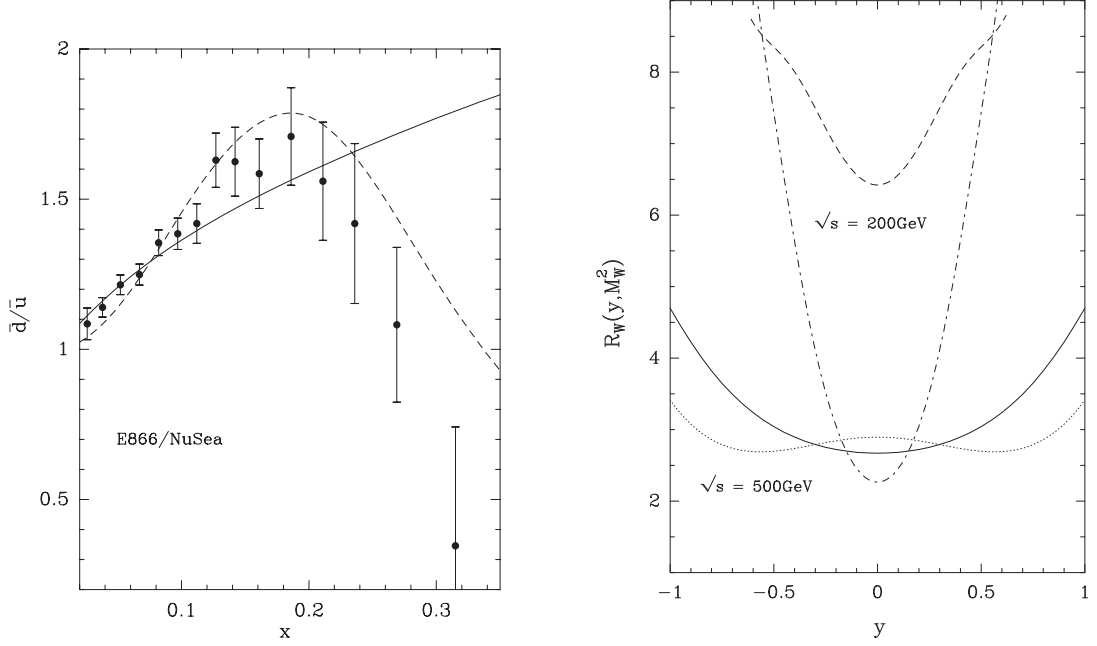 2
1.5
1
0.5
d̄/ū
E866/NuSea
0.1
0.2
0.3
x
8
6
4
2
R_W(y,M_W^2)
√s = 200GeV
√s = 500GeV
−1
−0.5
0
0.5
1
y